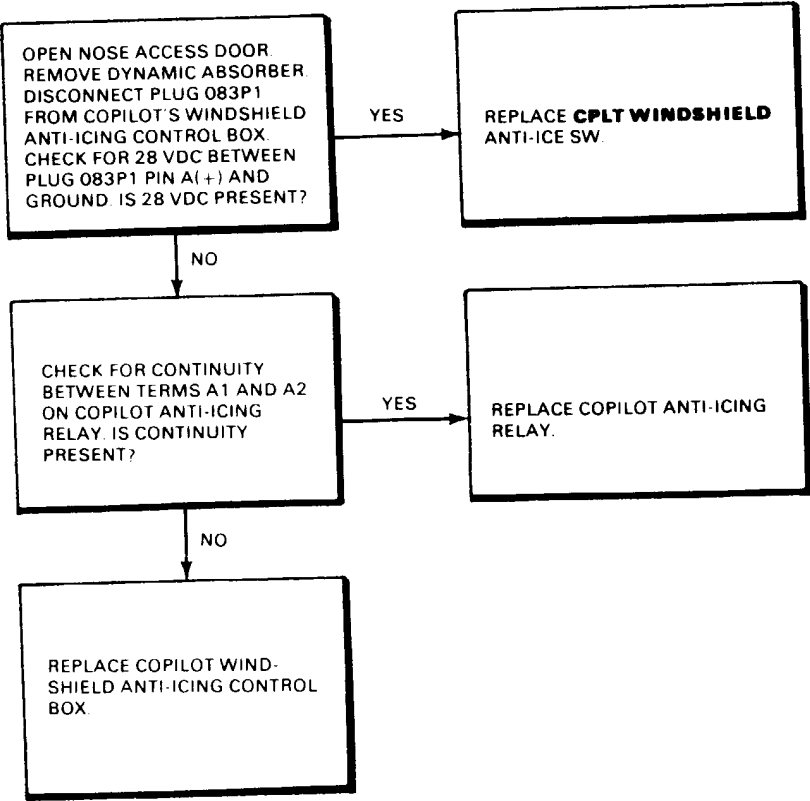 OPEN NOSE ACCESS DOOR.
REMOVE DYNAMIC ABSORBER.
DISCONNECT PLUG 083P1
FROM COPILOT'S WINDSHIELD
ANTI-ICING CONTROL BOX.
CHECK FOR 28 VDC BETWEEN
PLUG 083P1 PIN A(+) AND
GROUND. IS 28 VDC PRESENT?
YES
REPLACE CPLT WINDSHIELD
ANTI-ICE SW.
NO
CHECK FOR CONTINUITY
BETWEEN TERMS A1 AND A2
ON COPILOT ANTI-ICING
RELAY. IS CONTINUITY
PRESENT?
YES
REPLACE COPILOT ANTI-ICING
RELAY.
NO
REPLACE COPILOT WIND-
SHIELD ANTI-ICING CONTROL
BOX.